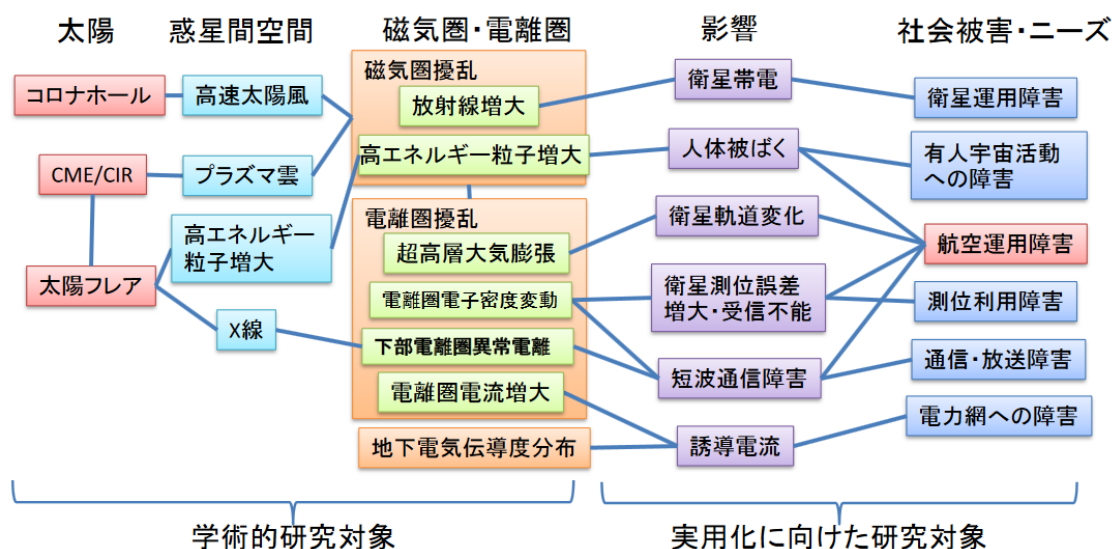 太陽
惑星間空間
磁気圏・電離圏
影響
社会被害・ニーズ
コロナホール
CME/CIR
太陽フレア
高速太陽風
プラズマ雲
高エネルギー
粒子増大
X線
磁気圏擾乱
放射線増大
高エネルギー粒子増大
電離圏擾乱
超高層大気膨張
電離圏電子密度変動
下部電離圏異常電離
電離圏電流増大
地下電気伝導度分布
衛星帯電
人体被ばく
衛星軌道変化
衛星測位誤差
増大・受信不能
短波通信障害
誘導電流
衛星運用障害
有人宇宙活動
への障害
航空運用障害
測位利用障害
通信・放送障害
電力網への障害
学術的研究対象
実用化に向けた研究対象